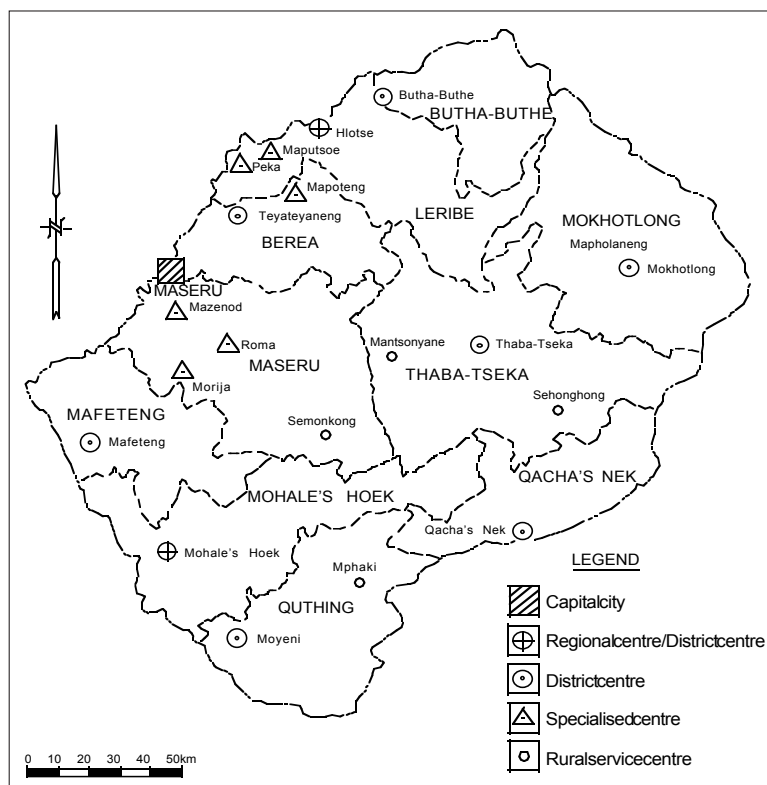 Butha-Buthe
BUTHA-BUTHE
Hlotse
Maputsoe
Peka
Mapoteng
Teyateyaneng
LERIBE
BEREA
MOKHOTLONG
Mapholaneng
Mokhotlong
N
MASERU
Mazenod
Roma
MASERU
Mantsonyane
Thaba-Tseka
THABA-TSEKA
Morija
Sehonghong
MAFETENG
Mafeteng
Semonkong
QACHA'S NEK
MOHALE'S HOEK
Qacha's Nek
Mohale's Hoek
Mphaki
QUTHING
Moyeni
LEGEND
Capitalcity
Regionalcentre/Districtcentre
Districtcentre
Specialisedcentre
Ruralservicecentre
0 10 20 30 40 50km